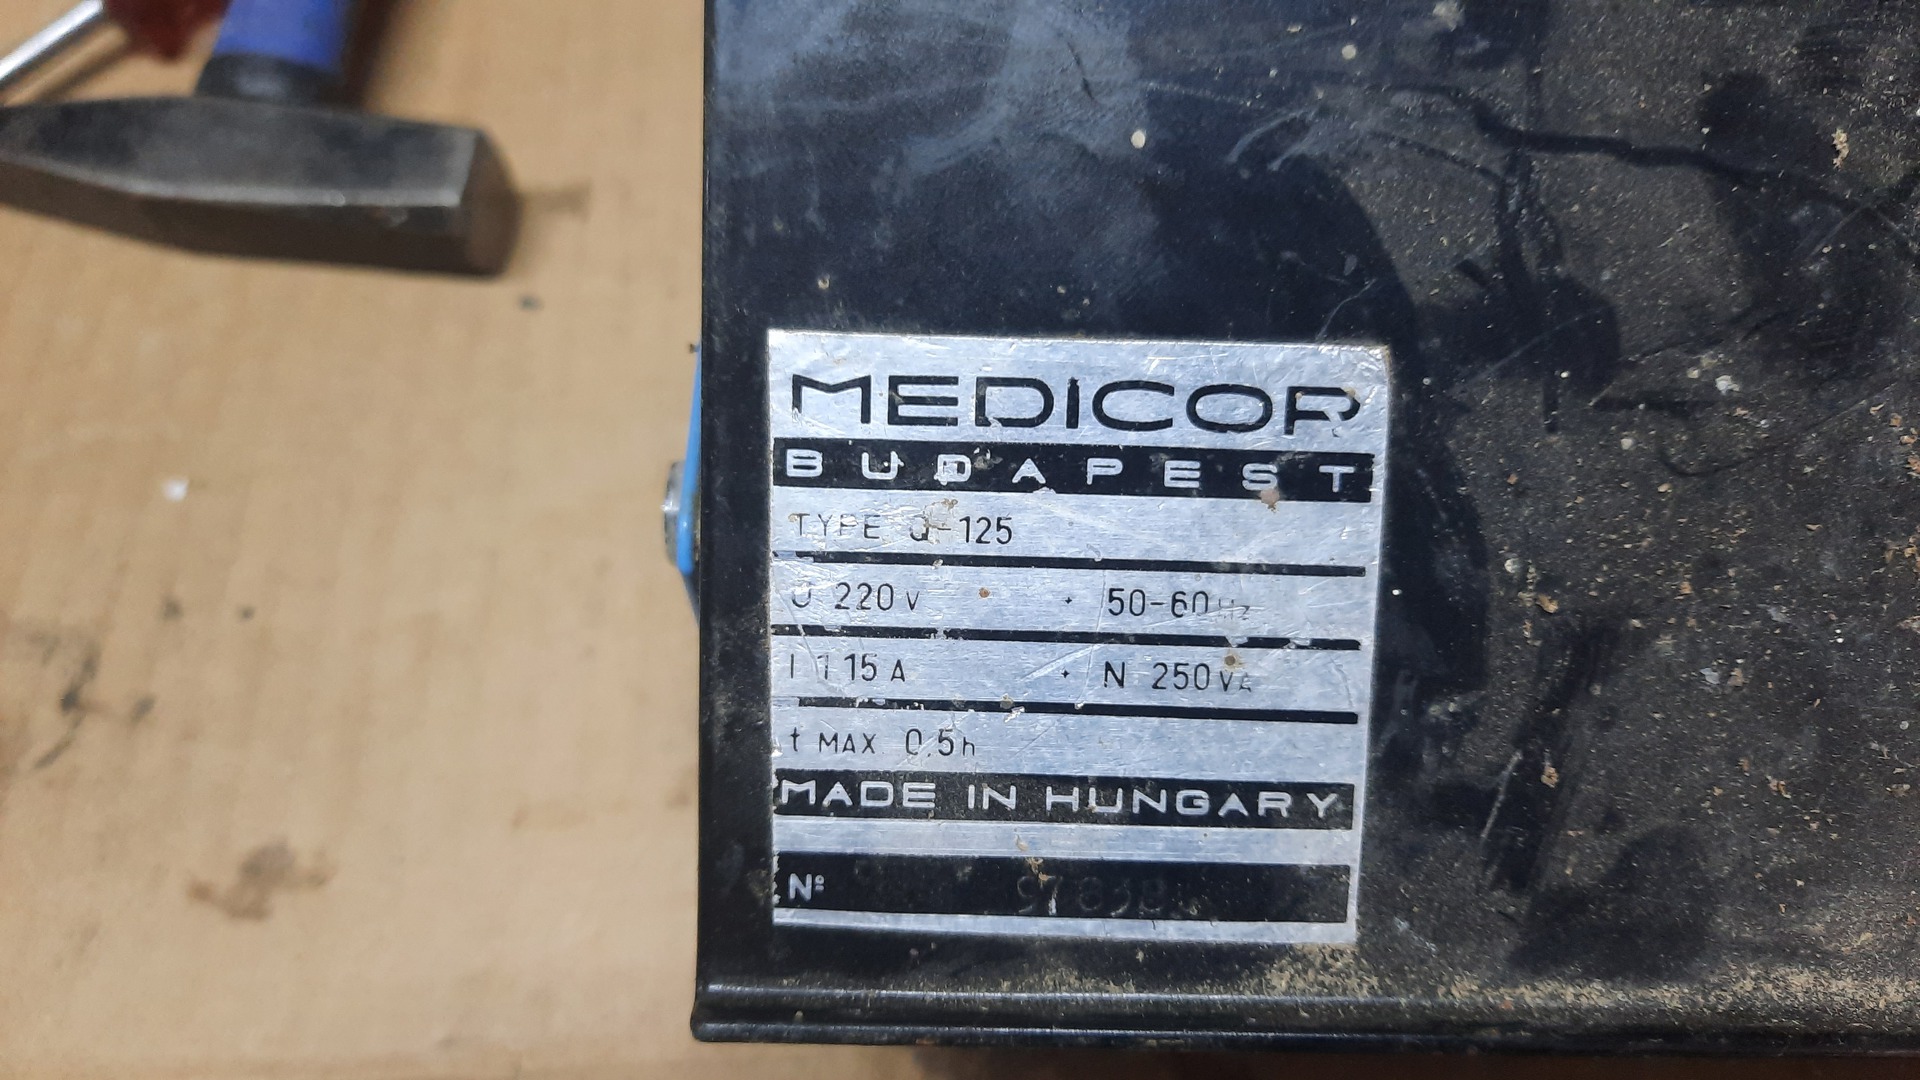 MEDICOR
BUDAPEST
TYPE Q-125
U 220 V · 50-60 Hz
I 1,15 A · N 250 VA
t MAX. 0,5 h
MADE IN HUNGARY
Nº